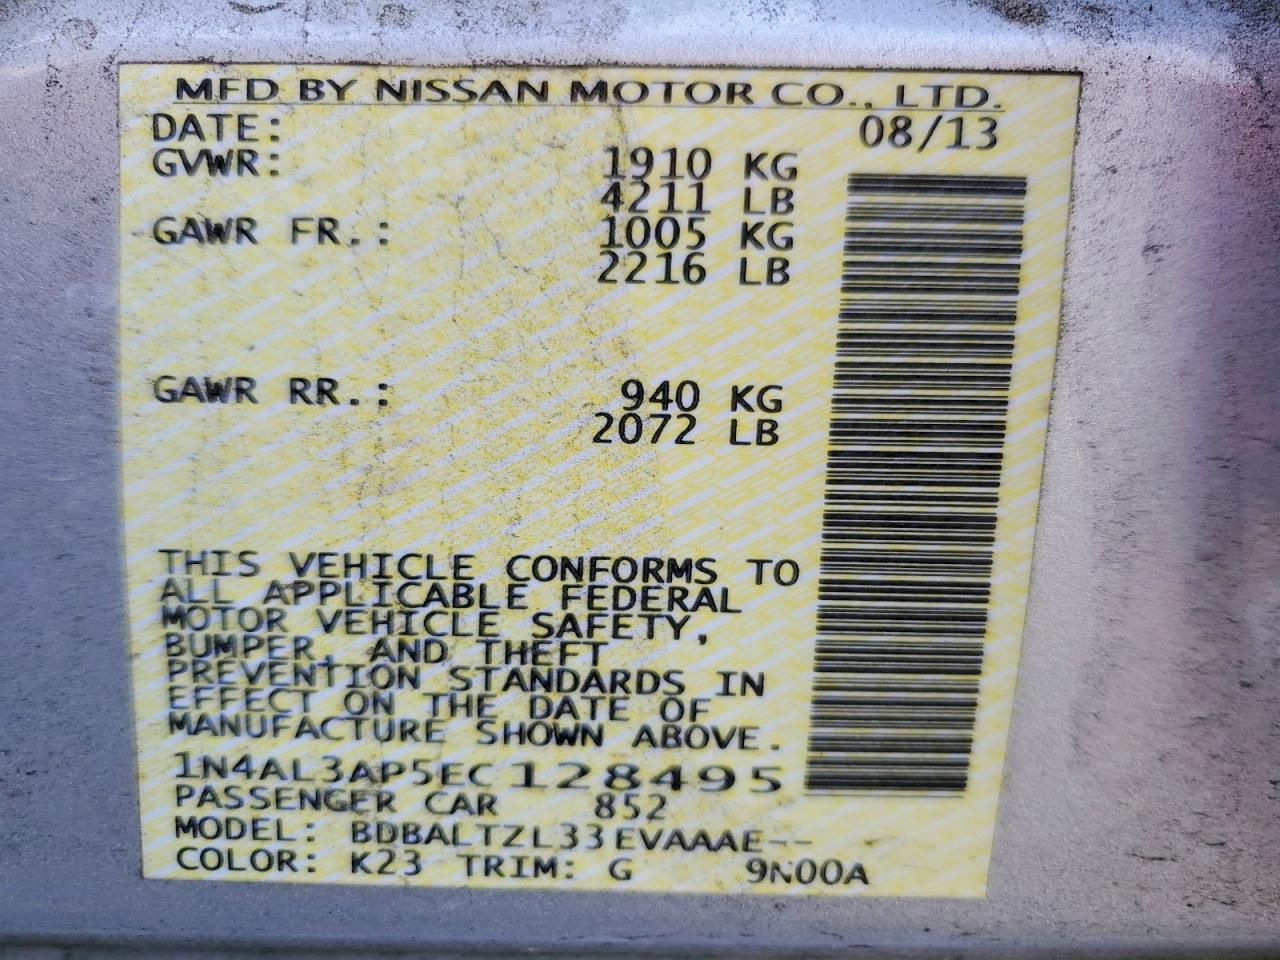 MFD BY NISSAN MOTOR CO., LTD.
DATE: 08/13
GVWR: 1910 KG
4211 LB
GAWR FR.: 1005 KG
2216 LB
GAWR RR.: 940 KG
2072 LB
THIS VEHICLE CONFORMS TO
ALL APPLICABLE FEDERAL
MOTOR VEHICLE SAFETY,
BUMPER, AND THEFT
PREVENTION STANDARDS IN
EFFECT ON THE DATE OF
MANUFACTURE SHOWN ABOVE.
1N4AL3AP5EC128495
PASSENGER CAR 852
MODEL: BDBALTZL33EVAAAE--
COLOR: K23 TRIM: G 9N00A